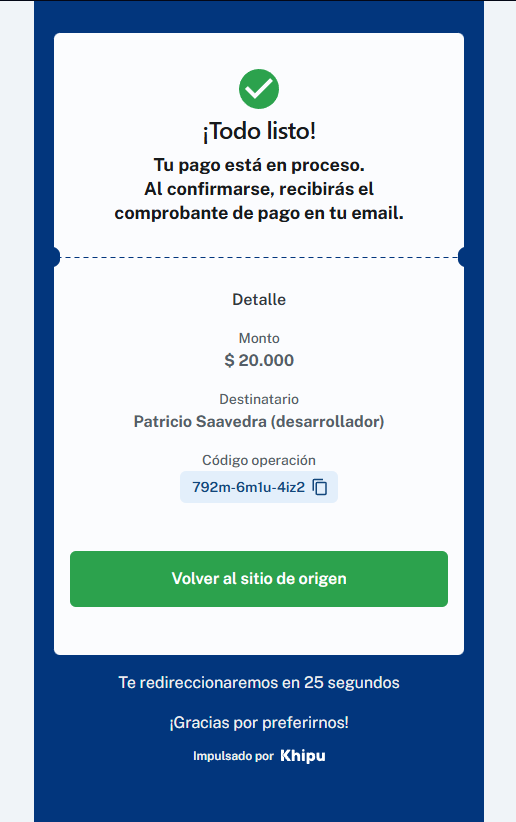 ¡Todo listo!
Tu pago está en proceso.
Al confirmarse, recibirás el
comprobante de pago en tu email.
Detalle
Monto
$ 20.000
Destinatario
Patricio Saavedra (desarrollador)
Código operación
792m-6m1u-4iz2
Volver al sitio de origen
Te redireccionaremos en 25 segundos
¡Gracias por preferirnos!
Impulsado por Khipu